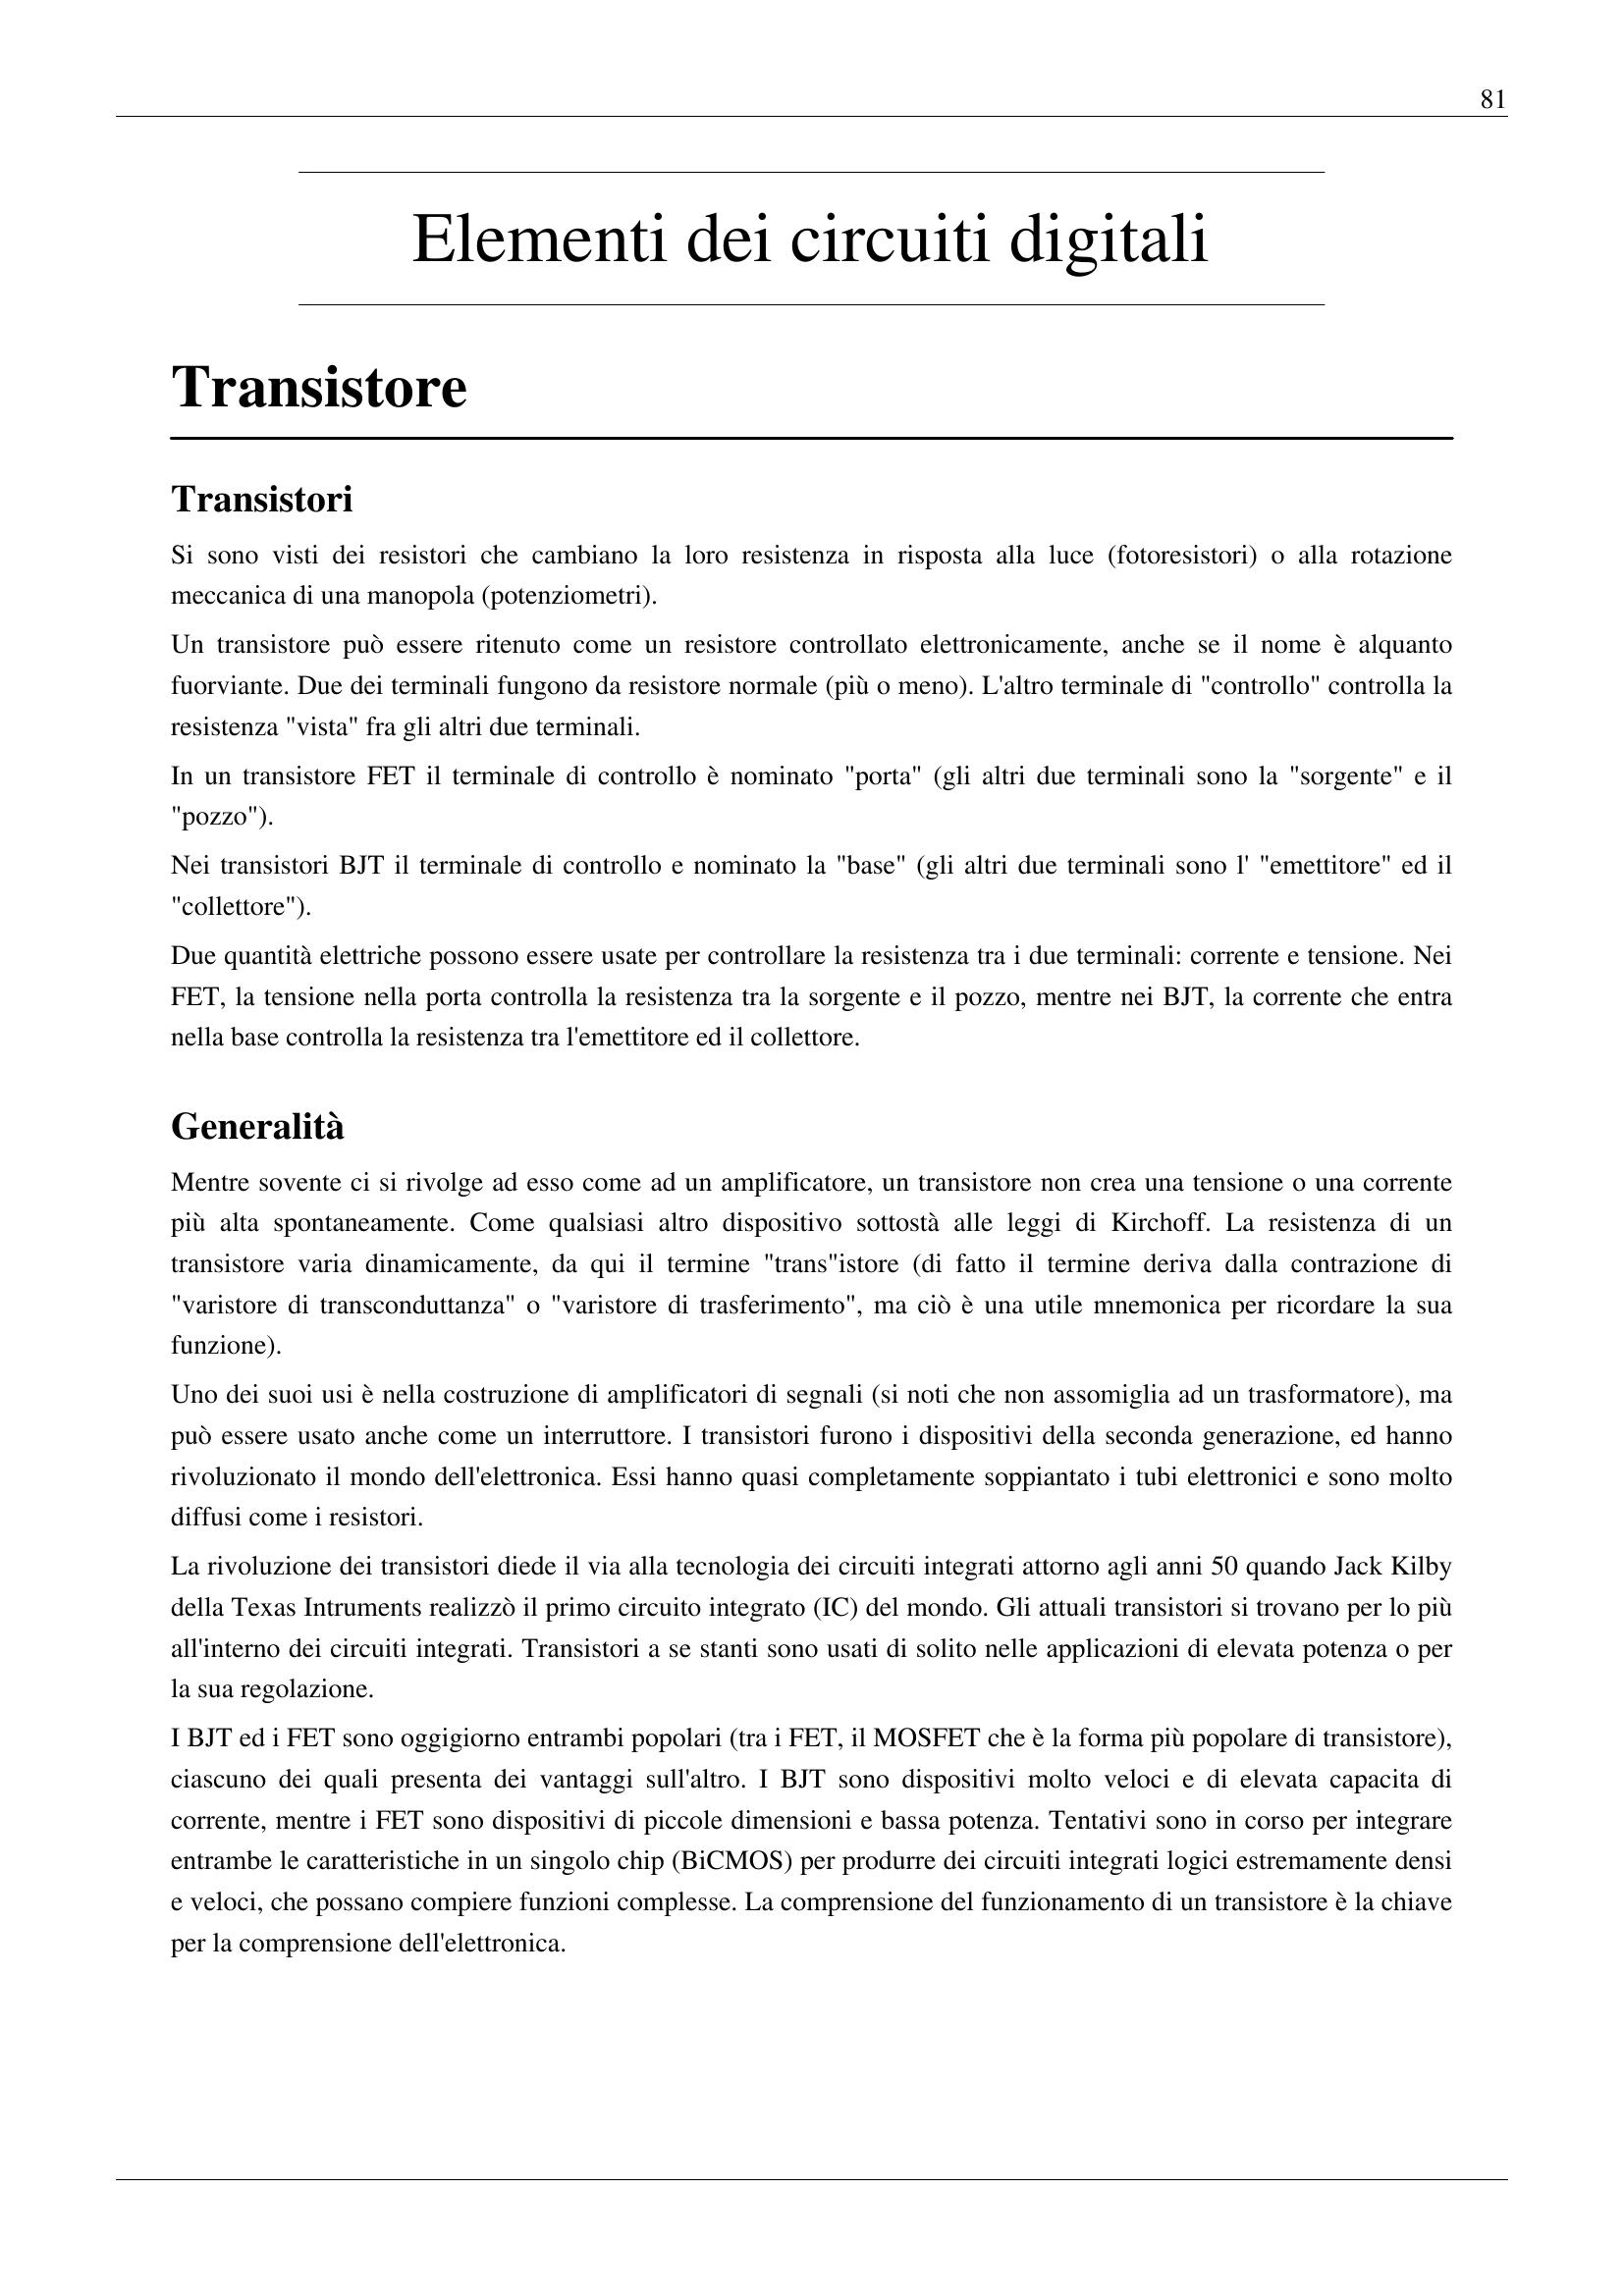 81
Elementi dei circuiti digitali
Transistore
Transistori
Si sono visti dei resistori che cambiano la loro resistenza in risposta alla luce (fotoresistori) o alla rotazione
meccanica di una manopola (potenziometri).
Un transistore può essere ritenuto come un resistore controllato elettronicamente, anche se il nome è alquanto
fuorviante. Due dei terminali fungono da resistore normale (più o meno). L'altro terminale di "controllo" controlla la
resistenza "vista" fra gli altri due terminali.
In un transistore FET il terminale di controllo è nominato "porta" (gli altri due terminali sono la "sorgente" e il
"pozzo").
Nei transistori BJT il terminale di controllo e nominato la "base" (gli altri due terminali sono l' "emettitore" ed il
"collettore").
Due quantità elettriche possono essere usate per controllare la resistenza tra i due terminali: corrente e tensione. Nei
FET, la tensione nella porta controlla la resistenza tra la sorgente e il pozzo, mentre nei BJT, la corrente che entra
nella base controlla la resistenza tra l'emettitore ed il collettore.
Generalità
Mentre sovente ci si rivolge ad esso come ad un amplificatore, un transistore non crea una tensione o una corrente
più alta spontaneamente. Come qualsiasi altro dispositivo sottostà alle leggi di Kirchoff. La resistenza di un
transistore varia dinamicamente, da qui il termine "trans"istore (di fatto il termine deriva dalla contrazione di
"varistore di transconduttanza" o "varistore di trasferimento", ma ciò è una utile mnemonica per ricordare la sua
funzione).
Uno dei suoi usi è nella costruzione di amplificatori di segnali (si noti che non assomiglia ad un trasformatore), ma
può essere usato anche come un interruttore. I transistori furono i dispositivi della seconda generazione, ed hanno
rivoluzionato il mondo dell'elettronica. Essi hanno quasi completamente soppiantato i tubi elettronici e sono molto
diffusi come i resistori.
La rivoluzione dei transistori diede il via alla tecnologia dei circuiti integrati attorno agli anni 50 quando Jack Kilby
della Texas Intruments realizzò il primo circuito integrato (IC) del mondo. Gli attuali transistori si trovano per lo più
all'interno dei circuiti integrati. Transistori a se stanti sono usati di solito nelle applicazioni di elevata potenza o per
la sua regolazione.
I BJT ed i FET sono oggigiorno entrambi popolari (tra i FET, il MOSFET che è la forma più popolare di transistore),
ciascuno dei quali presenta dei vantaggi sull'altro. I BJT sono dispositivi molto veloci e di elevata capacita di
corrente, mentre i FET sono dispositivi di piccole dimensioni e bassa potenza. Tentativi sono in corso per integrare
entrambe le caratteristiche in un singolo chip (BiCMOS) per produrre dei circuiti integrati logici estremamente densi
e veloci, che possano compiere funzioni complesse. La comprensione del funzionamento di un transistore è la chiave
per la comprensione dell'elettronica.